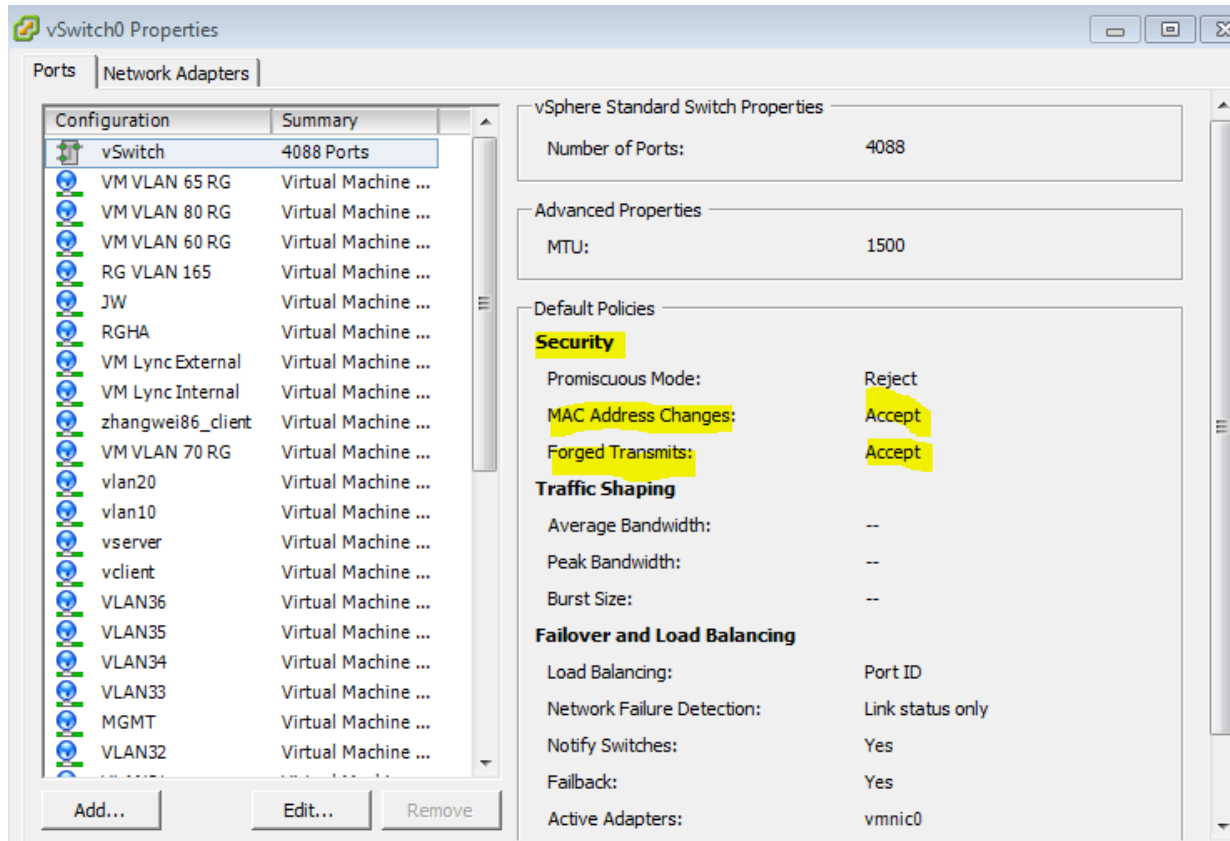 vSwitch0 Properties
Ports Network Adapters
Configuration Summary
vSwitch 4088 Ports
VM VLAN 65 RG Virtual Machine ...
VM VLAN 80 RG Virtual Machine ...
VM VLAN 60 RG Virtual Machine ...
RG VLAN 165 Virtual Machine ...
JW Virtual Machine ...
RGHA Virtual Machine ...
VM Lync External Virtual Machine ...
VM Lync Internal Virtual Machine ...
zhangwei86_client Virtual Machine ...
VM VLAN 70 RG Virtual Machine ...
vlan20 Virtual Machine ...
vlan10 Virtual Machine ...
vserver Virtual Machine ...
vclient Virtual Machine ...
VLAN36 Virtual Machine ...
VLAN35 Virtual Machine ...
VLAN34 Virtual Machine ...
VLAN33 Virtual Machine ...
MGMT Virtual Machine ...
VLAN32 Virtual Machine ...
Add... Edit... Remove
vSphere Standard Switch Properties
Number of Ports: 4088
Advanced Properties
MTU: 1500
Default Policies
Security
Promiscuous Mode: Reject
MAC Address Changes: Accept
Forged Transmits: Accept
Traffic Shaping
Average Bandwidth: --
Peak Bandwidth: --
Burst Size: --
Failover and Load Balancing
Load Balancing: Port ID
Network Failure Detection: Link status only
Notify Switches: Yes
Failback: Yes
Active Adapters: vmnic0